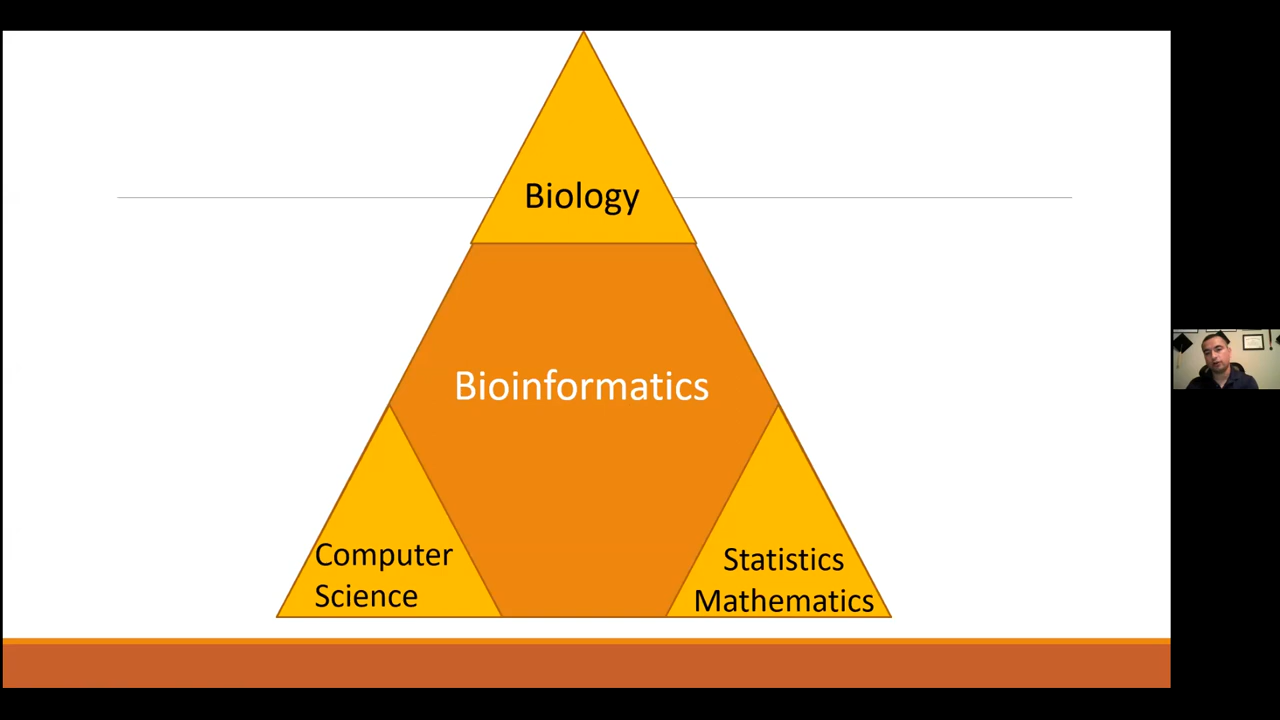 Biology
Bioinformatics
Computer
Science
Statistics
Mathematics